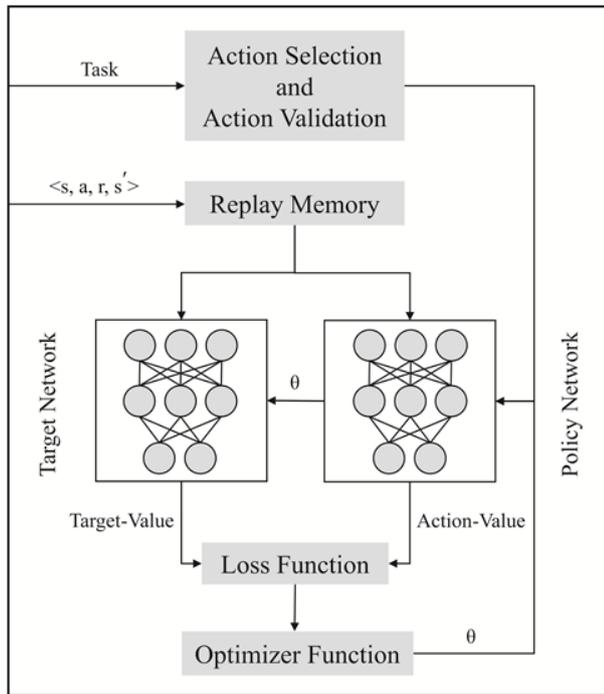 Task
Action Selection
and
Action Validation
<s, a, r, s′>
Replay Memory
Target Network
θ
Policy Network
Target-Value
Action-Value
Loss Function
Optimizer Function
θ